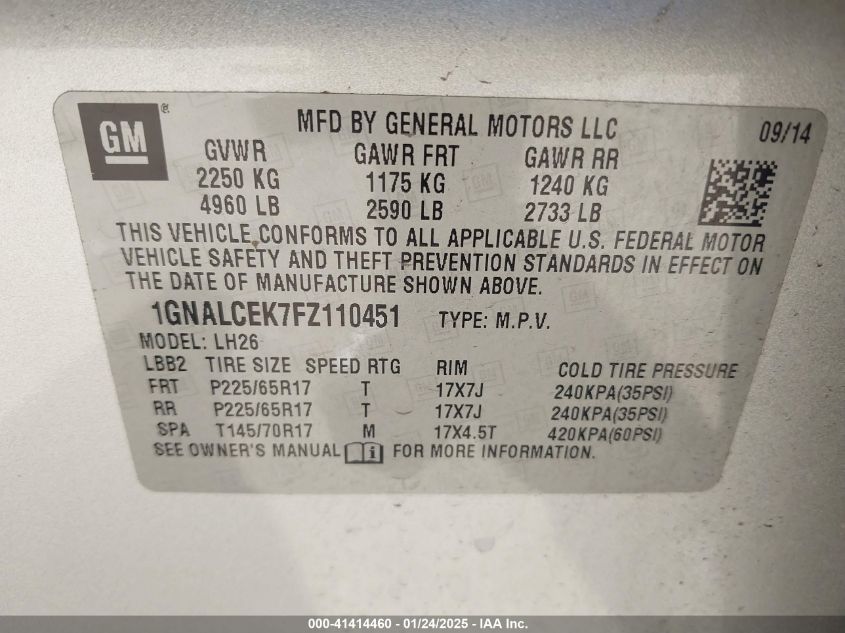 GM ® MFD BY GENERAL MOTORS LLC 09/14
GVWR GAWR FRT GAWR RR
2250 KG 1175 KG 1240 KG
4960 LB 2590 LB 2733 LB
THIS VEHICLE CONFORMS TO ALL APPLICABLE U.S. FEDERAL MOTOR
VEHICLE SAFETY AND THEFT PREVENTION STANDARDS IN EFFECT ON
THE DATE OF MANUFACTURE SHOWN ABOVE.
1GNALCEK7FZ110451 TYPE: M.P.V.
MODEL: LH26
LBB2 TIRE SIZE SPEED RTG RIM COLD TIRE PRESSURE
FRT P225/65R17 T 17X7J 240KPA(35PSI)
RR P225/65R17 T 17X7J 240KPA(35PSI)
SPA T145/70R17 M 17X4.5T 420KPA(60PSI)
SEE OWNER'S MANUAL i FOR MORE INFORMATION.
000-41414460 - 01/24/2025 - IAA Inc.